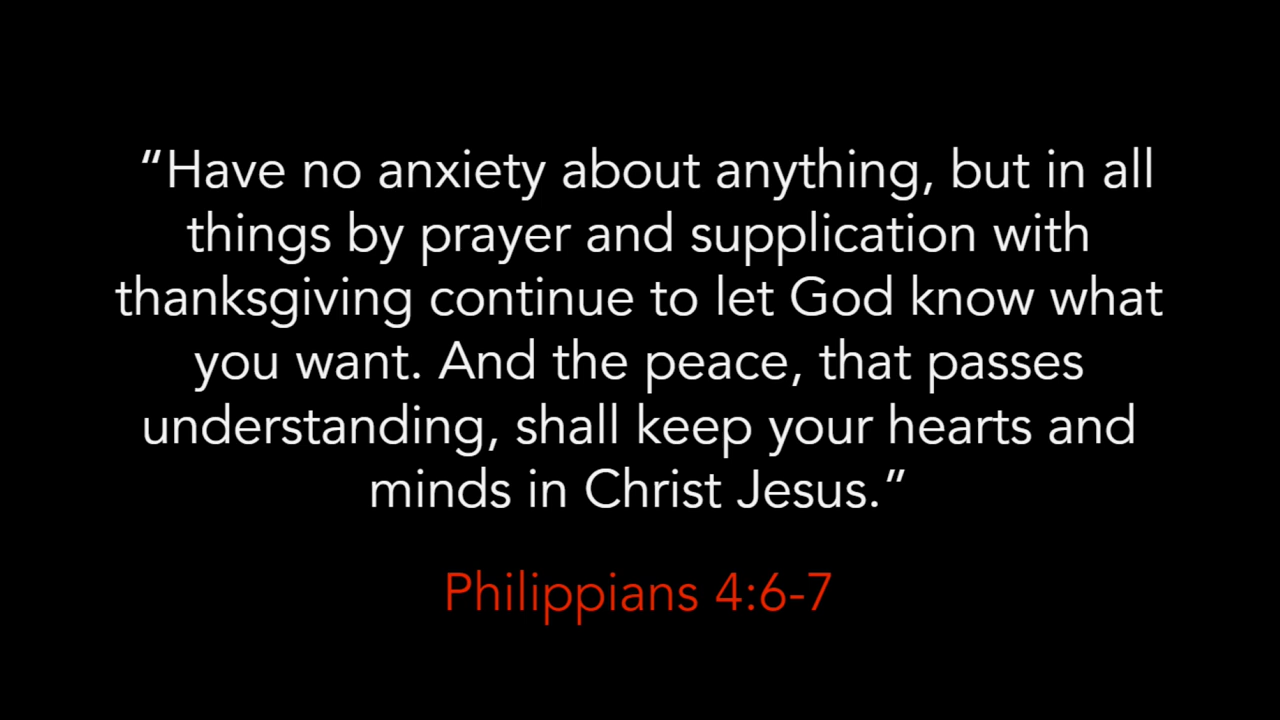 “Have no anxiety about anything, but in all
things by prayer and supplication with
thanksgiving continue to let God know what
you want. And the peace, that passes
understanding, shall keep your hearts and
minds in Christ Jesus.”
Philippians 4:6-7